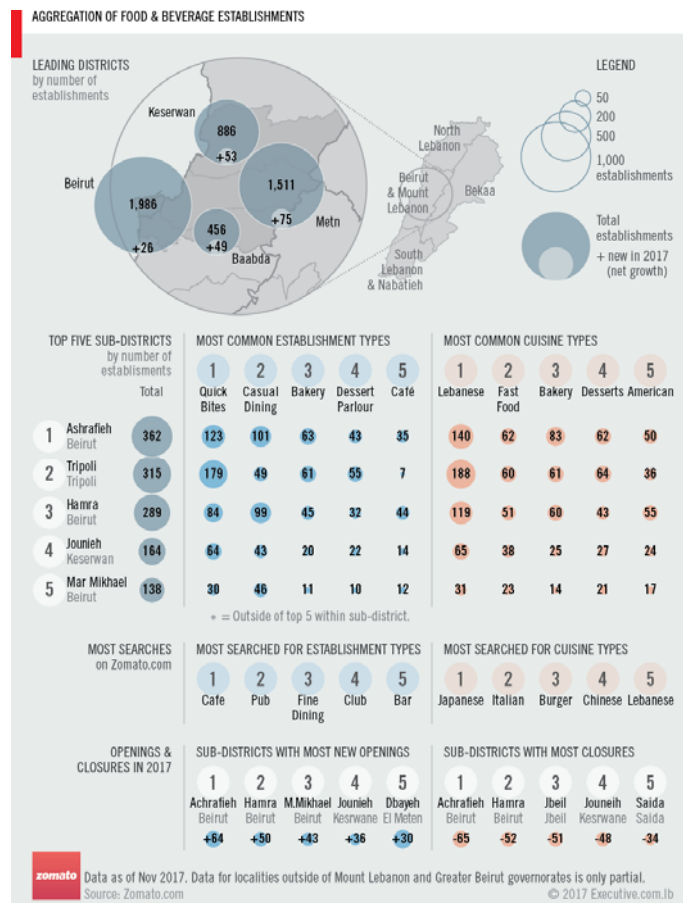 AGGREGATION OF FOOD & BEVERAGE ESTABLISHMENTS
LEADING DISTRICTS
by number of
establishments
Keserwan
886
+53
Beirut
1,986
+26
1,511
+75
Metn
456
+49
Baabda
North
Lebanon
Beirut
& Mount
Lebanon
Bekaa
South
Lebanon
& Nabatieh
LEGEND
50
200
500
1,000
establishments
Total
establishments
+ new in 2017
(net growth)
TOP FIVE SUB-DISTRICTS
by number of
establisments
Total
MOST COMMON ESTABLISHMENT TYPES
1 2 3 4 5
Quick Bites Casual Dining Bakery Dessert Parlour Café
MOST COMMON CUISINE TYPES
1 2 3 4 5
Lebanese Fast Food Bakery Desserts American
1 Ashrafieh Beirut 362 123 101 63 43 35 140 62 83 62 50
2 Tripoli Tripoli 315 179 49 61 55 7 188 60 61 64 36
3 Hamra Beirut 289 84 99 45 32 44 119 51 60 43 55
4 Jounieh Keserwan 164 64 43 20 22 14 65 38 25 27 24
5 Mar Mikhael Beirut 138 30 46 11 10 12 31 23 14 21 17
* = Outside of top 5 within sub-district.
MOST SEARCHES
on Zomato.com
MOST SEARCHED FOR ESTABLISHMENT TYPES
1 2 3 4 5
Cafe Pub Fine Dining Club Bar
MOST SEARCHED FOR CUISINE TYPES
1 2 3 4 5
Japanese Italian Burger Chinese Lebanese
OPENINGS &
CLOSURES IN 2017
SUB-DISTRICTS WITH MOST NEW OPENINGS
1 2 3 4 5
Achrafieh Hamra M.Mikhael Jounieh Dbayeh
Beirut Beirut Beirut Kesrwane El Meten
+64 +50 +43 +36 +30
SUB-DISTRICTS WITH MOST CLOSURES
1 2 3 4 5
Achrafieh Hamra Jbeil Jouneih Saida
Beirut Beirut Jbeil Kesrwane Saida
-65 -52 -51 -48 -34
zomato
Data as of Nov 2017. Data for localities outside of Mount Lebanon and Greater Beirut governorates is only partial.
Source: Zomato.com
© 2017 Executive.com.lb